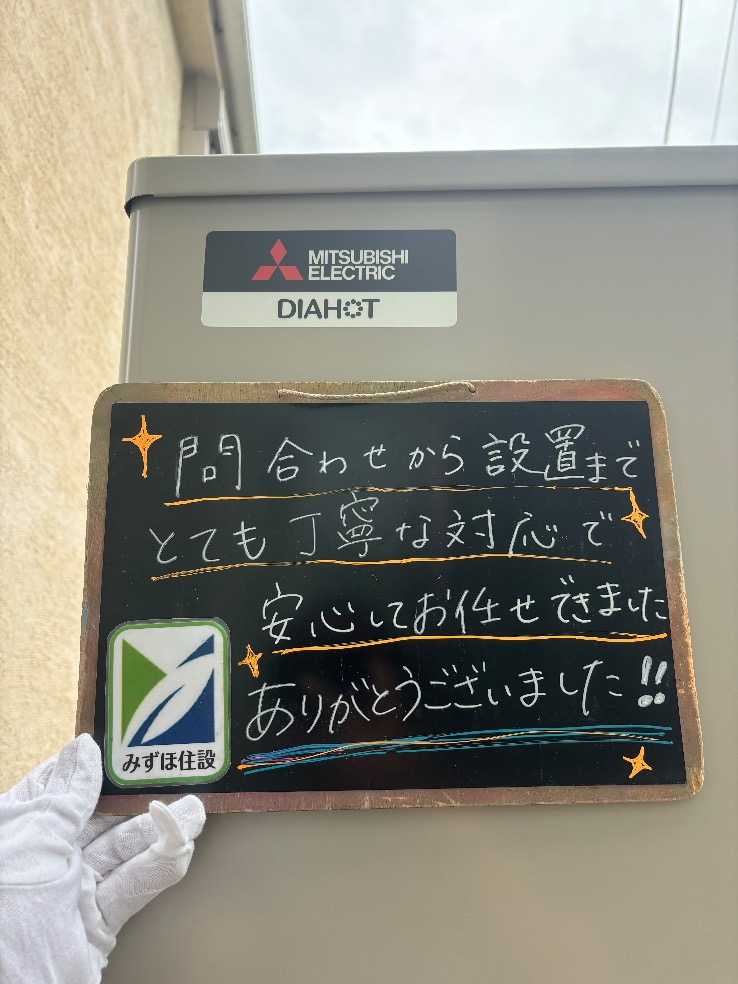 MITSUBISHI
ELECTRIC
DIAHOT
問合わせから設置まで
とても丁寧な対応で
安心してお任せできました
ありがとうございました!!
みずほ住設